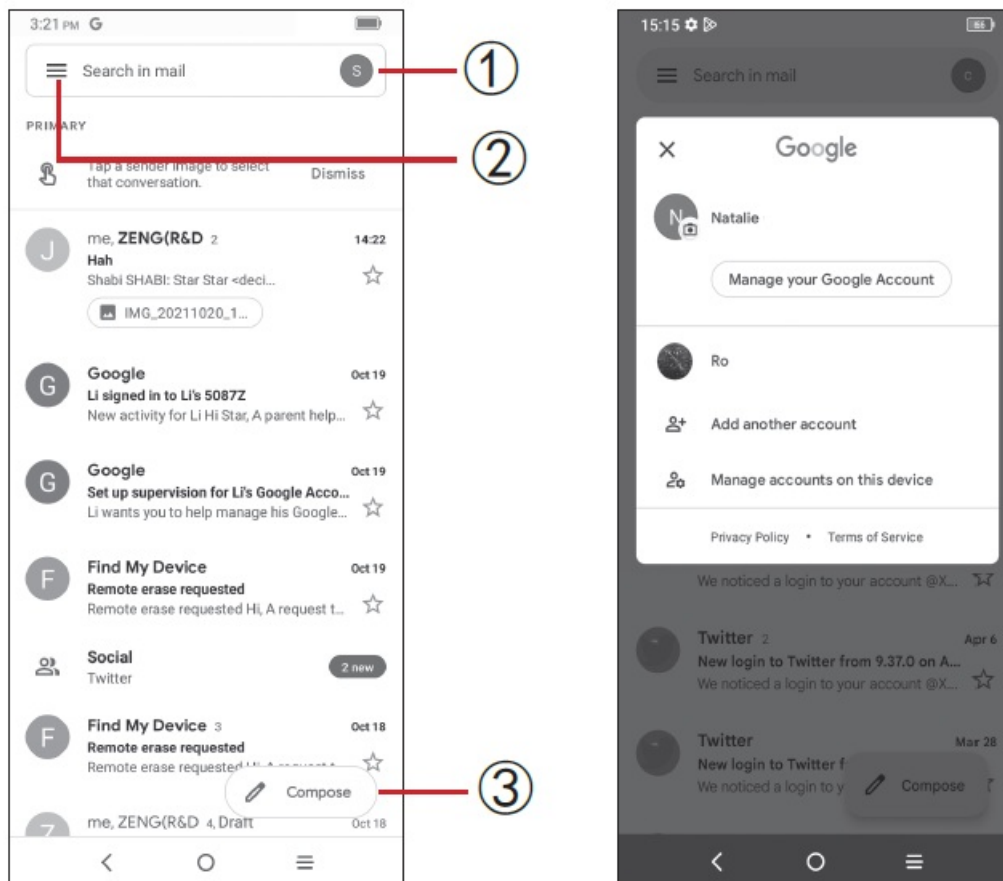 3:21 PM G
Search in mail
S
①
PRIMARY
②
Tap a sender image to select
that conversation.
Dismiss
J
me, ZENG(R&D 2
14:22
Hah
Shabi SHABI: Star Star <deci...
IMG_20211020_1...
G
Google
Oct 19
Li signed in to Li's 5087Z
New activity for Li Hi Star, A parent help...
G
Google
Oct 19
Set up supervision for Li's Google Acco...
Li wants you to help manage his Google...
F
Find My Device
Oct 19
Remote erase requested
Remote erase requested Hi, A request t...
Social
2 new
Twitter
F
Find My Device 3
Oct 18
Remote erase requested
Remote erase requested
Compose
③
Z
me, ZENG(R&D 4, Draft
Oct 18
15:15
Search in mail
C
Google
N
Natalie
Manage your Google Account
Ro
Add another account
Manage accounts on this device
Privacy Policy • Terms of Service
We noticed a login to your account @X...
Twitter 2
Apr 6
New login to Twitter from 9.37.0 on A...
We noticed a login to your account @X...
Twitter
Mar 28
New login to Twitter f
We noticed a login to y
Compose